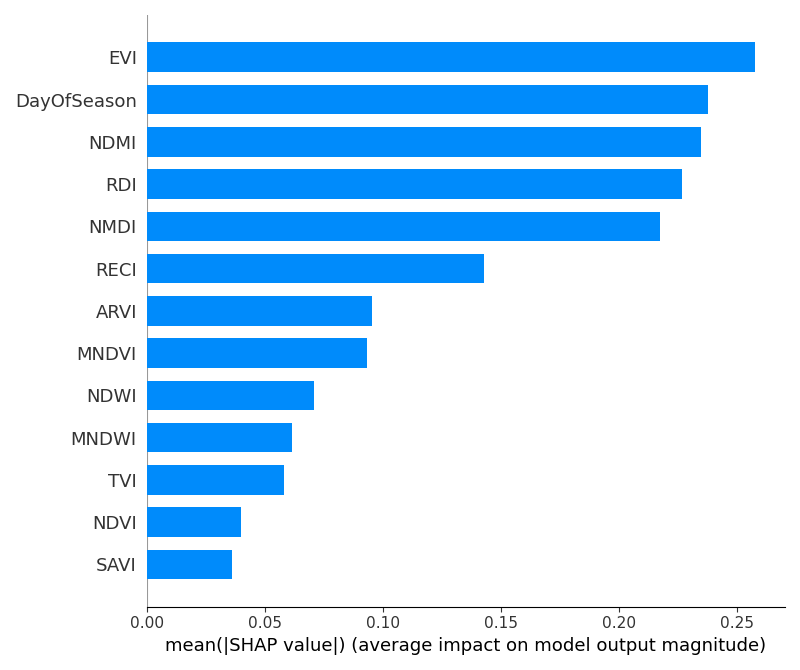 EVI
DayOfSeason
NDMI
RDI
NMDI
RECI
ARVI
MNDVI
NDWI
MNDWI
TVI
NDVI
SAVI
0.00 0.05 0.10 0.15 0.20 0.25
mean(|SHAP value|) (average impact on model output magnitude)